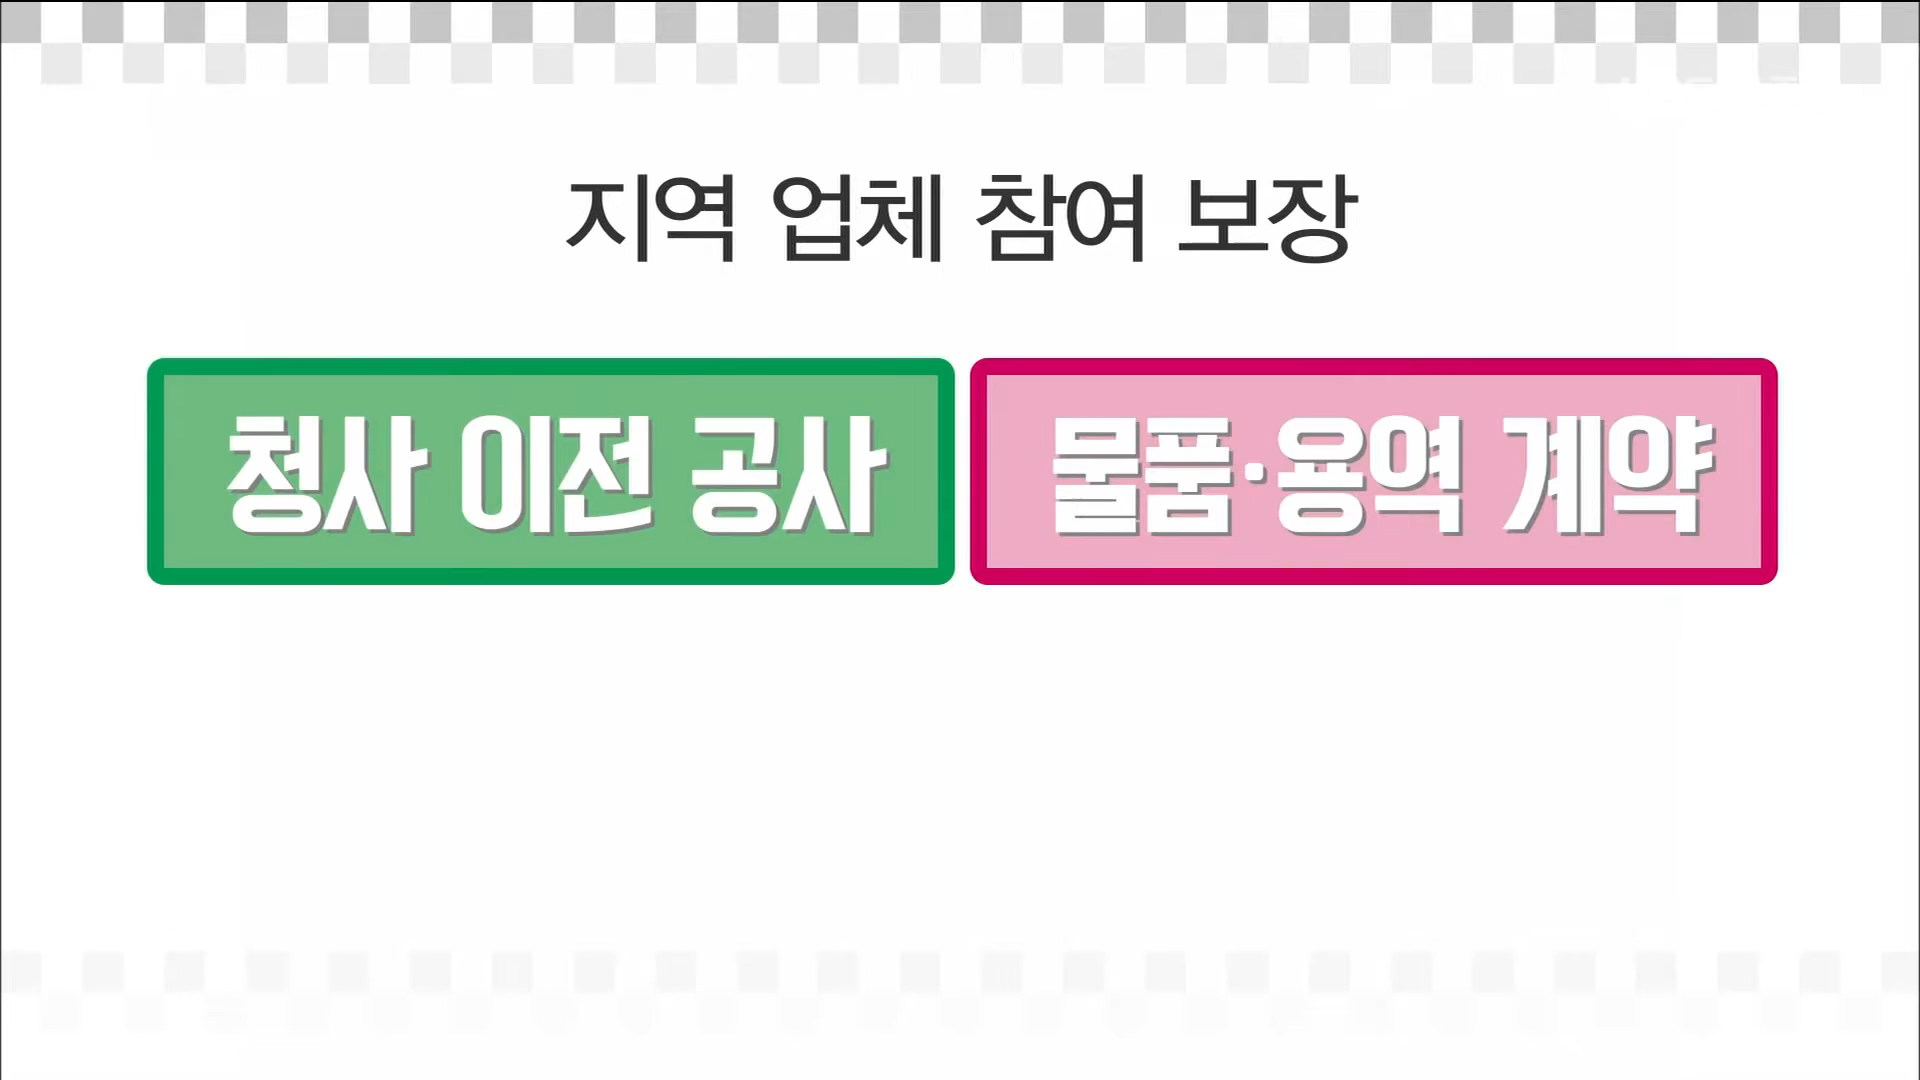 지역 업체 참여 보장
청사 이전 공사
물품·용역 계약